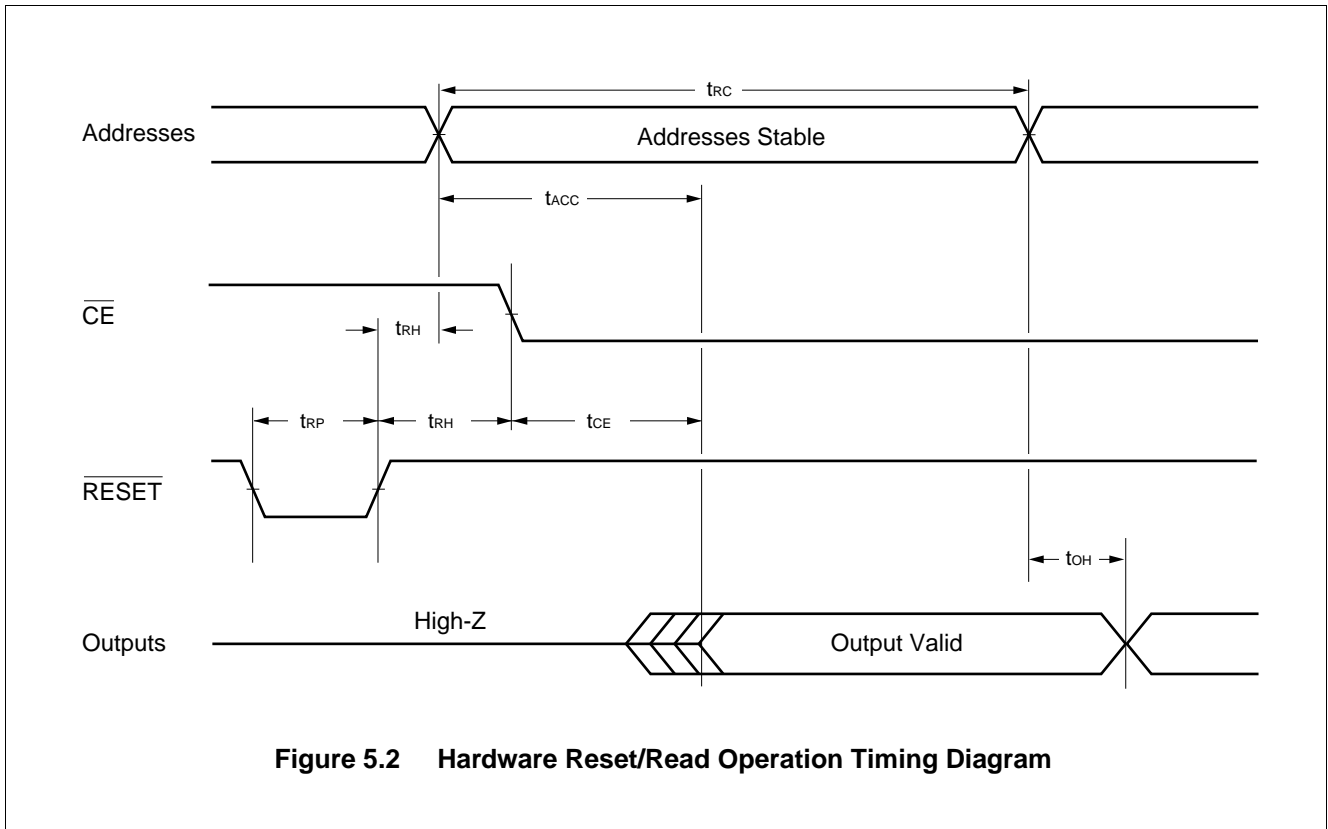 tRC
Addresses
Addresses Stable
tACC
CE
tRH
tRP
tRH
tCE
RESET
tOH
High-Z
Outputs
Output Valid
Figure 5.2 Hardware Reset/Read Operation Timing Diagram